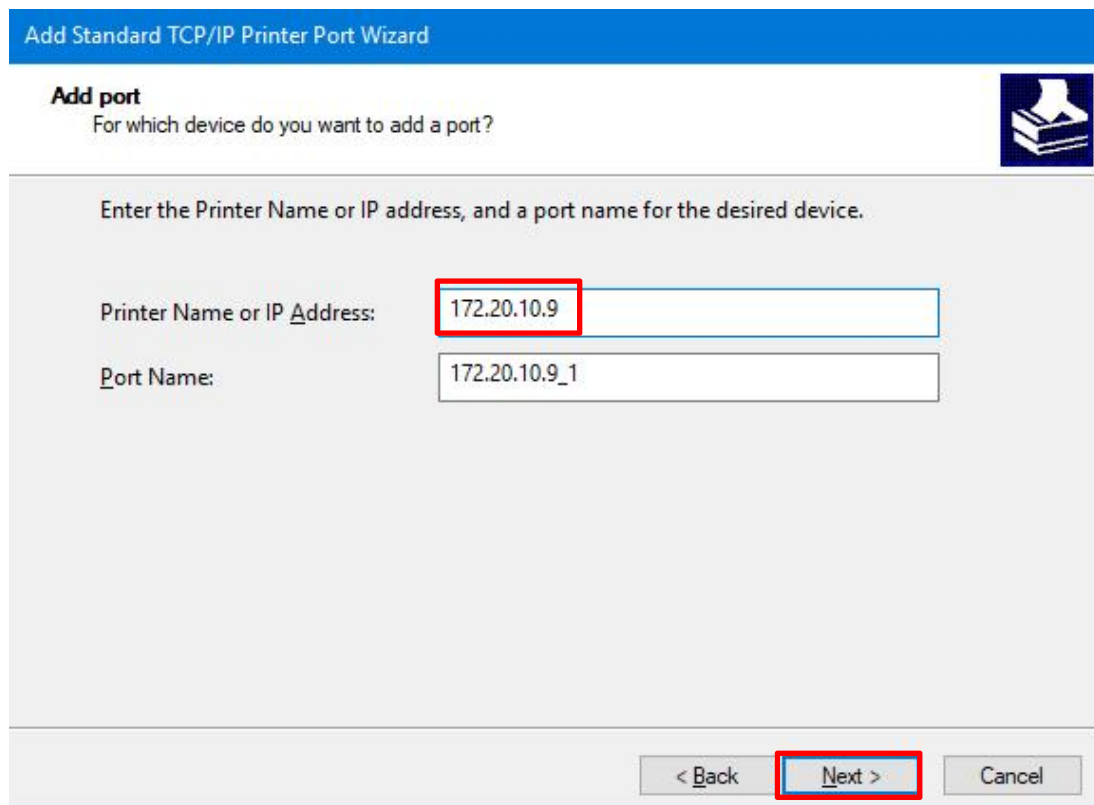 Add Standard TCP/IP Printer Port Wizard
Add port
For which device do you want to add a port?
Enter the Printer Name or IP address, and a port name for the desired device.
Printer Name or IP Address: 172.20.10.9
Port Name: 172.20.10.9_1
< Back Next > Cancel